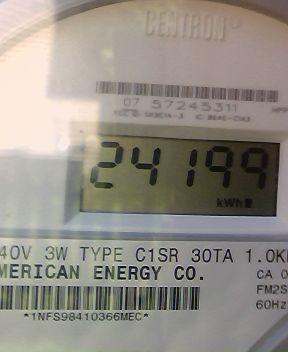 CENTRON®
07 57245311
24199
kWh
40V 3W TYPE C1SR 30TA 1.0K
MERICAN ENERGY CO.
CA 0
FM2S
60Hz
*1NFS98410366MEC*